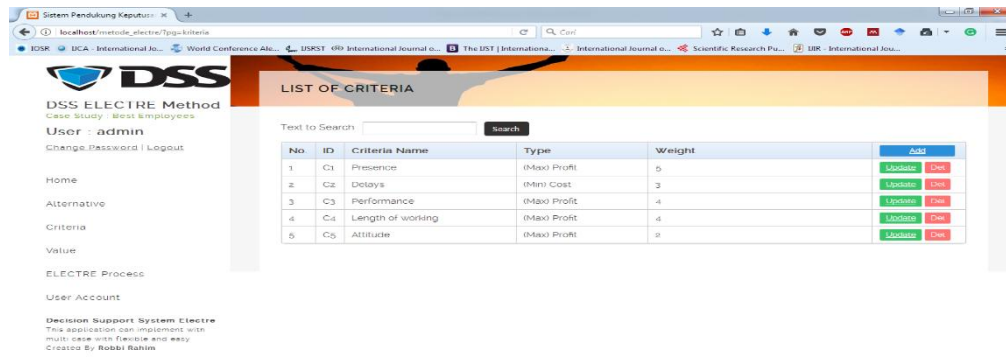 Sistem Pendukung Keputus
localhost/metode_electre/?pg=kriteria
Cari
IOSR
IJCA - International Jo...
World Conference Ale...
IJSRST
International Journal o...
The IJST | Internationa...
International Journal o...
Scientific Research Pu...
IJIR - International Jou...
DSS
DSS ELECTRE Method
Case Study : Best Employees
User : admin
Change Password | Logout
Home
Alternative
Criteria
Value
ELECTRE Process
User Account
Decision Support System Electre
This application can implement with
multi case with flexible and easy
Created By Robbi Rahim
LIST OF CRITERIA
Text to Search Search
No ID Criteria Name Type Weight Add
1 C1 Presence (Max) Profit 5 Update Del
2 C2 Delays (Min) Cost 3 Update Del
3 C3 Performance (Max) Profit 4 Update Del
4 C4 Length of working (Max) Profit 4 Update Del
5 C5 Attitude (Max) Profit 2 Update Del